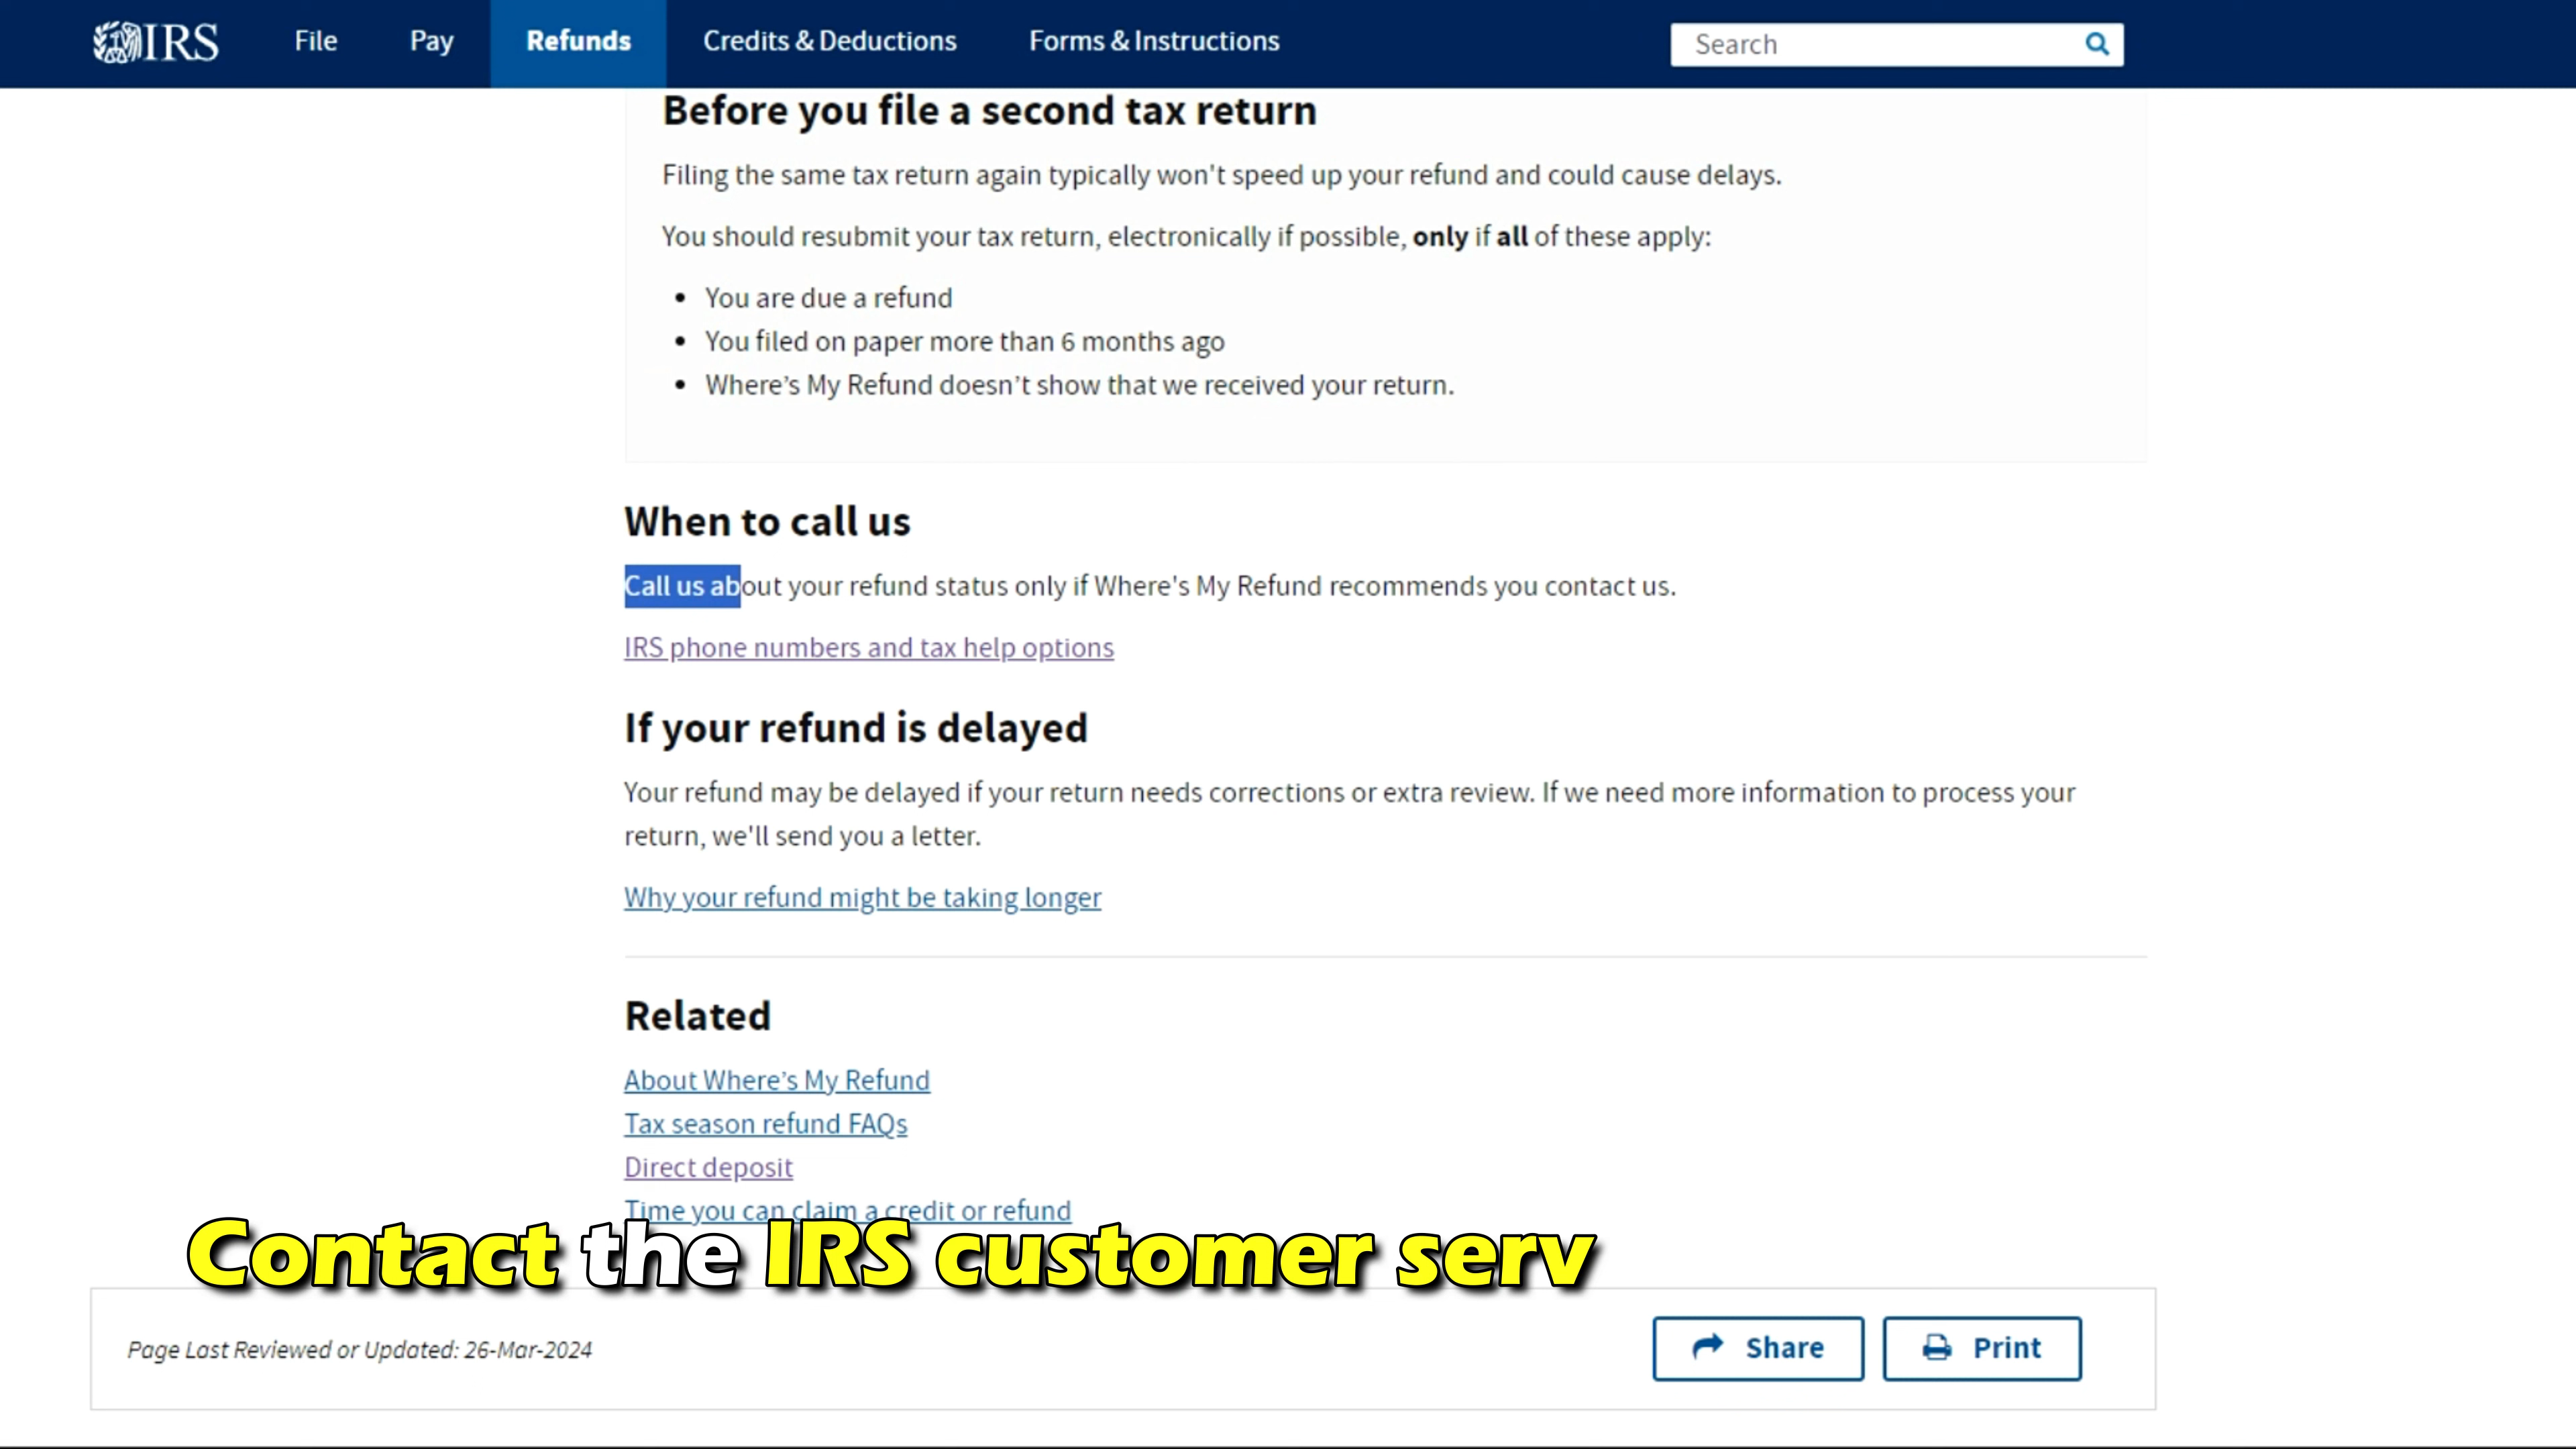 IRS File Pay Refunds Credits & Deductions Forms & Instructions Search
Before you file a second tax return
Filing the same tax return again typically won't speed up your refund and could cause delays.
You should resubmit your tax return, electronically if possible, only if all of these apply:
• You are due a refund
• You filed on paper more than 6 months ago
• Where’s My Refund doesn’t show that we received your return.
When to call us
Call us about your refund status only if Where's My Refund recommends you contact us.
IRS phone numbers and tax help options
If your refund is delayed
Your refund may be delayed if your return needs corrections or extra review. If we need more information to process your
return, we'll send you a letter.
Why your refund might be taking longer
Related
About Where’s My Refund
Tax season refund FAQs
Direct deposit
Time you can claim a credit or refund
Contact the IRS customer serv
Page Last Reviewed or Updated: 26-Mar-2024 Share Print